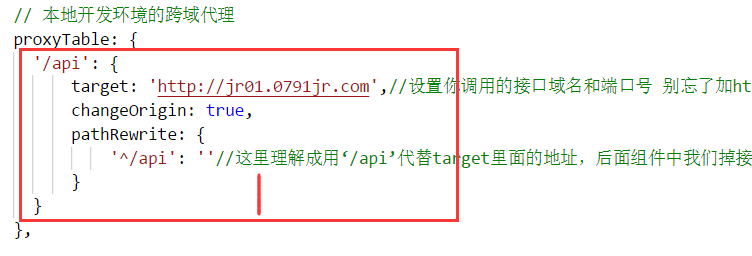 // 本地开发环境的跨域代理
proxyTable: {
'/api': {
target: 'http://jr01.0791jr.com',//设置你调用的接口域名和端口号 别忘了加ht
changeOrigin: true,
pathRewrite: {
'^/api': ''//这里理解成用‘/api’代替target里面的地址，后面组件中我们掉接
}
}
},